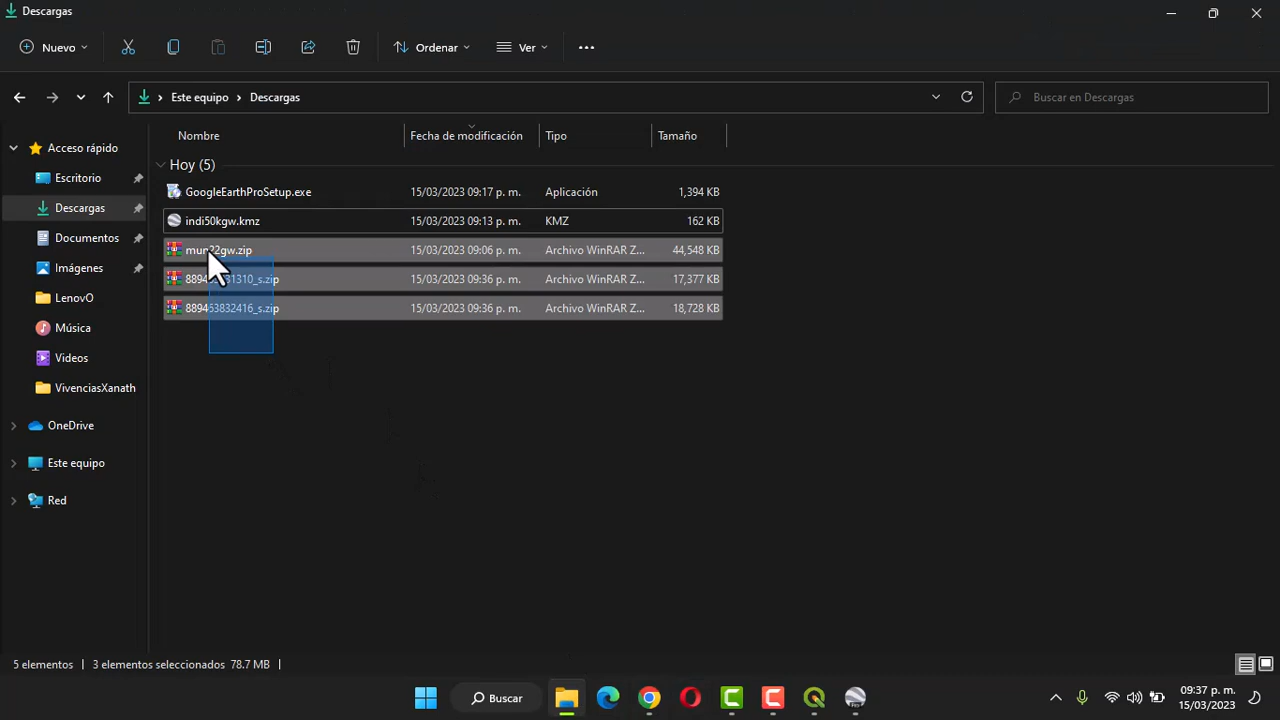 Descargas
Nuevo
Ordenar
Ver
Este equipo > Descargas
Buscar en Descargas
Acceso rápido
Escritorio
Descargas
Documentos
Imágenes
LenovO
Música
Videos
VivenciasXanath
OneDrive
Este equipo
Red
Nombre Fecha de modificación Tipo Tamaño
Hoy (5)
GoogleEarthProSetup.exe 15/03/2023 09:17 p. m. Aplicación 1,394 KB
indi50kgw.kmz 15/03/2023 09:13 p. m. KMZ 162 KB
mun22gw.zip 15/03/2023 09:06 p. m. Archivo WinRAR Z... 44,548 KB
15/03/2023 09:36 p. m. Archivo WinRAR Z... 17,377 KB
889463832416_s.zip 15/03/2023 09:36 p. m. Archivo WinRAR Z... 18,728 KB
5 elementos 3 elementos seleccionados 78.7 MB
Buscar
09:37 p. m.
15/03/2023